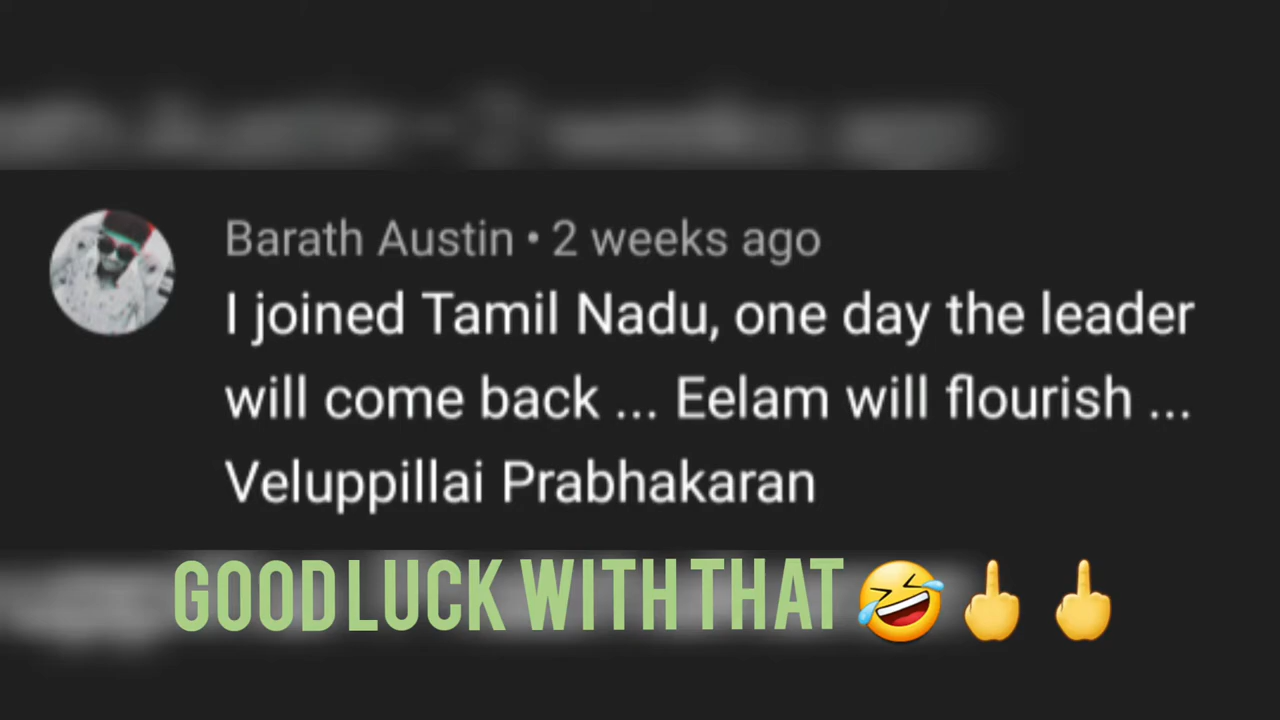 Barath Austin • 2 weeks ago
I joined Tamil Nadu, one day the leader
will come back ... Eelam will flourish ...
Veluppillai Prabhakaran
GOOD LUCK WITH THAT 🤣🖕🖕